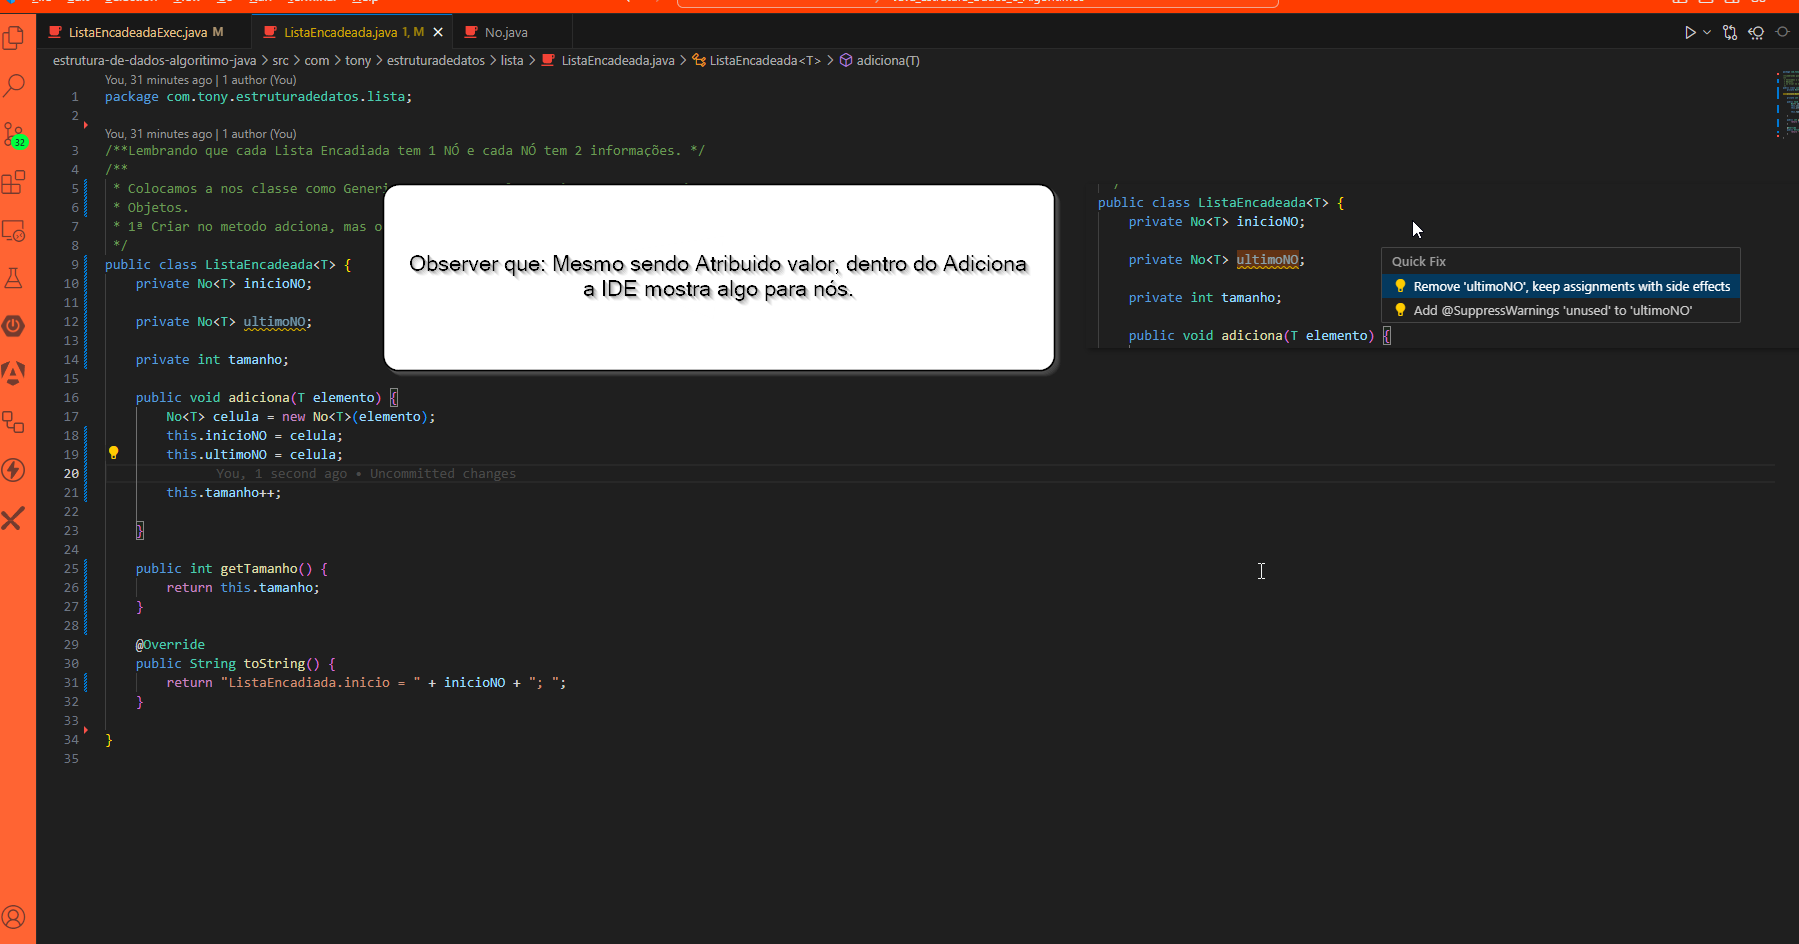 ListaEncadeadaExec.java M
ListaEncadeada.java 1, M
No.java
estrutura-de-dados-algoritimo-java > src > com > tony > estruturadedatos > lista > ListaEncadeada.java > ListaEncadeada<T> > adiciona(T)
You, 31 minutes ago | 1 author (You)
1 package com.tony.estruturadedatos.lista;
2
You, 31 minutes ago | 1 author (You)
3 /**Lembrando que cada Lista Encadiada tem 1 NÓ e cada NÓ tem 2 informações. */
4 /**
5 * Colocamos a nos classe como Generi
6 * Objetos.
7 * 1ª Criar no metodo adciona, mas o
8 */
9 public class ListaEncadeada<T> {
10 private No<T> inicioNO;
11
12 private No<T> ultimoNO;
13
14 private int tamanho;
15
16 public void adiciona(T elemento) {
17 No<T> celula = new No<T>(elemento);
18 this.inicioNO = celula;
19 this.ultimoNO = celula;
20 You, 1 second ago • Uncommitted changes
21 this.tamanho++;
22
23 }
24
25 public int getTamanho() {
26 return this.tamanho;
27 }
28
29 @Override
30 public String toString() {
31 return "ListaEncadiada.inicio = " + inicioNO + "; ";
32 }
33
34 }
35
Observer que: Mesmo sendo Atribuido valor, dentro do Adiciona
a IDE mostra algo para nós.
public class ListaEncadeada<T> {
private No<T> inicioNO;
private No<T> ultimoNO;
private int tamanho;
public void adiciona(T elemento) {
Quick Fix
Remove 'ultimoNO', keep assignments with side effects
Add @SuppressWarnings 'unused' to 'ultimoNO'
32